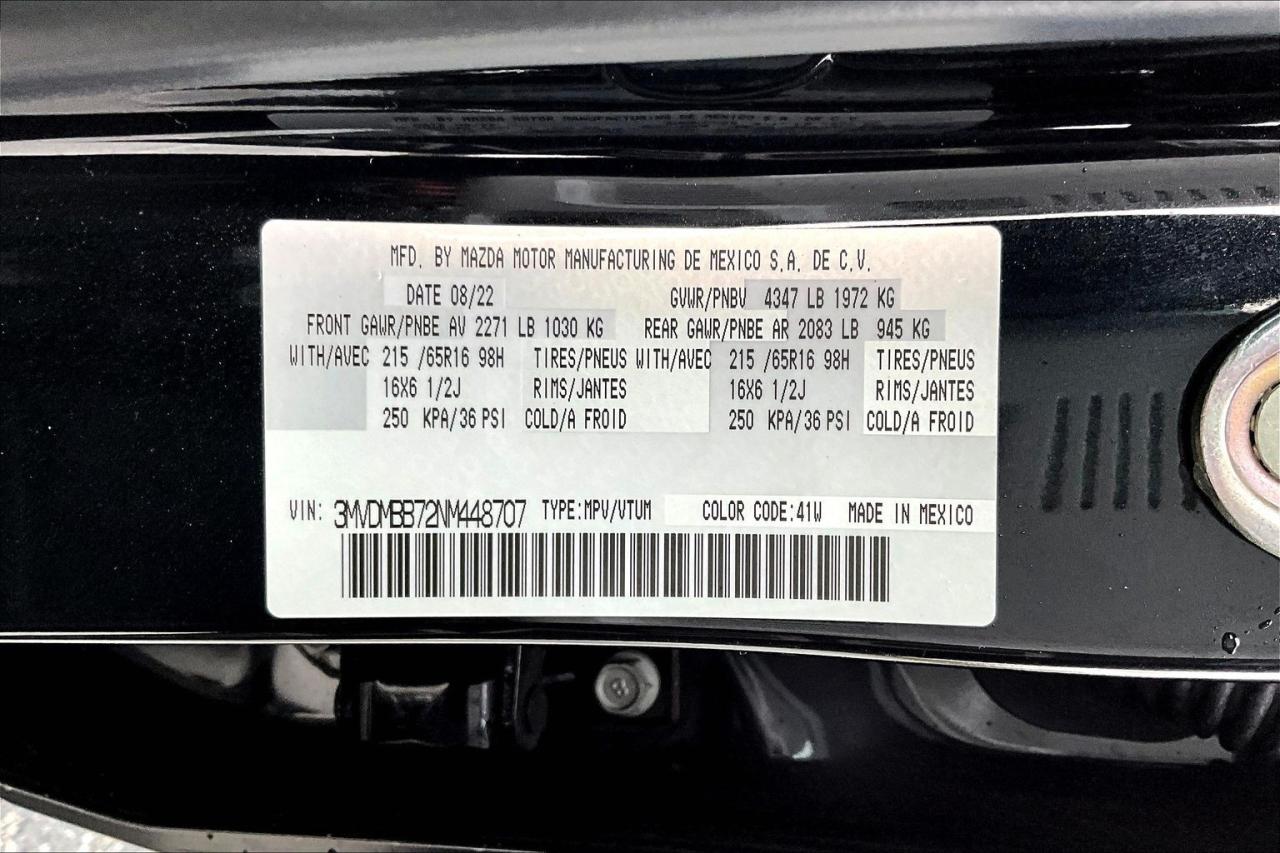 MFD. BY MAZDA MOTOR MANUFACTURING DE MEXICO S.A. DE C.V.
DATE 08/22 GVWR/PNBV 4347 LB 1972 KG
FRONT GAWR/PNBE AV 2271 LB 1030 KG REAR GAWR/PNBE AR 2083 LB 945 KG
WITH/AVEC 215 /65R16 98H TIRES/PNEUS WITH/AVEC 215 /65R16 98H TIRES/PNEUS
16X6 1/2J RIMS/JANTES 16X6 1/2J RIMS/JANTES
250 KPA/36 PSI COLD/A FROID 250 KPA/36 PSI COLD/A FROID
VIN: 3MVDMBB72NM448707 TYPE:MPV/VTUM COLOR CODE:41W MADE IN MEXICO